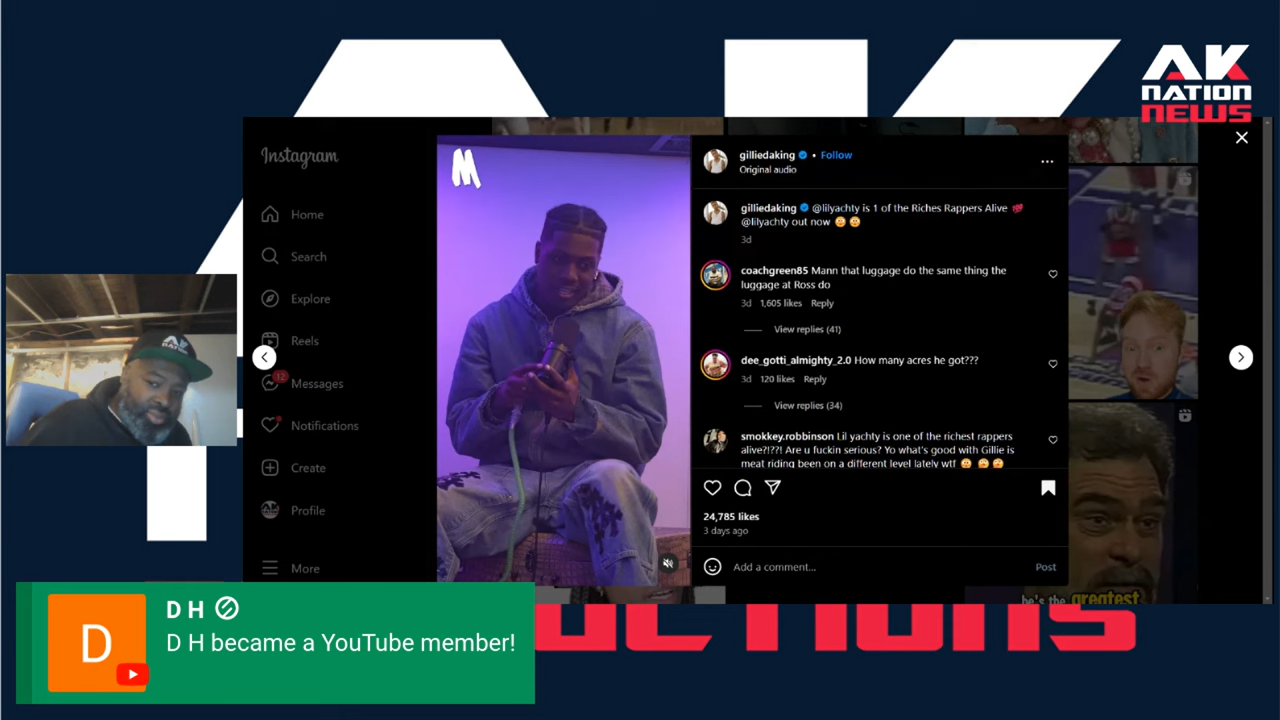 AK
NATION
NEWS
Instagram
Home
Search
Explore
Reels
12
Messages
Notifications
Create
Profile
More
M
gilliedaking • Follow
Original audio
gilliedaking @lilyachty is 1 of the Riches Rappers Alive 💯
@lilyachty out now
3d
coachgreen85 Mann that luggage do the same thing the
luggage at Ross do
3d 1,605 likes Reply
View replies (41)
dee_gotti_almighty_2.0 How many acres he got???
3d 120 likes Reply
View replies (34)
smokkey.robbinson Lil yachty is one of the richest rappers
alive?!??! Are u fuckin serious? Yo what's good with Gillie is
meat riding been on a different level lately wtf
24,785 likes
3 days ago
Add a comment...
Post
he's the greatest
AK
NATION
D
D H
D H became a YouTube member!